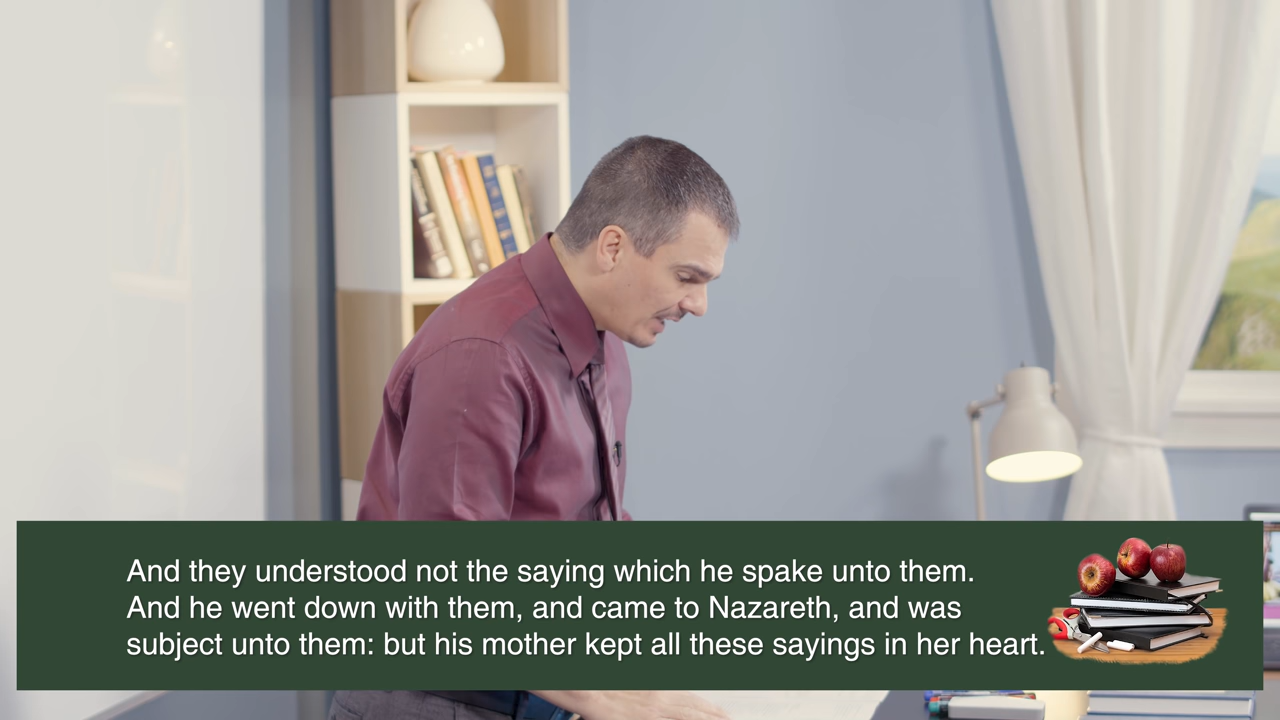 And they understood not the saying which he spake unto them.
And he went down with them, and came to Nazareth, and was
subject unto them: but his mother kept all these sayings in her heart.